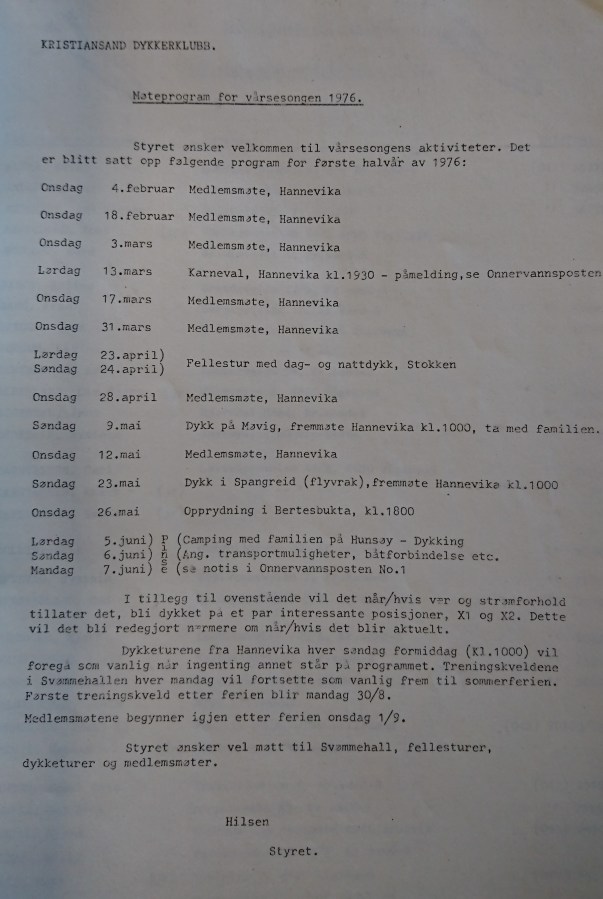 KRISTIANSAND DYKKERKLUBB.
Møteprogram for vårsesongen 1976.
Styret ønsker velkommen til vårsesongens aktiviteter. Det
er blitt satt opp følgende program for første halvår av 1976:
Onsdag 4.februar Medlemsmøte, Hannevika
Onsdag 18.februar Medlemsmøte, Hannevika
Onsdag 3.mars Medlemsmøte, Hannevika
Lørdag 13.mars Karneval, Hannevika kl.1930 - påmelding,se Onnervannsposten
Onsdag 17.mars Medlemsmøte, Hannevika
Onsdag 31.mars Medlemsmøte, Hannevika
Lørdag 23.april)
Søndag 24.april) Fellestur med dag- og nattdykk, Stokken
Onsdag 28.april Medlemsmøte, Hannevika
Søndag 9.mai Dykk på Møvig, fremmøte Hannevika kl.1000, ta med familien.
Onsdag 12.mai Medlemsmøte, Hannevika
Søndag 23.mai Dykk i Spangreid (flyvrak),fremmøte Hannevika kl.1000
Onsdag 26.mai Opprydning i Bertesbukta, kl.1800
Lørdag 5.juni) Pinse (Camping med familien på Hunsøy - Dykking
Søndag 6.juni) (Ang. transportmuligheter, båtforbindelse etc.
Mandag 7.juni) (se notis i Onnervannsposten No.1
I tillegg til ovenstående vil det når/hvis vær og strømforhold
tillater det, bli dykket på et par interessante posisjoner, X1 og X2. Dette
vil det bli redegjort nærmere om når/hvis det blir aktuelt.
Dykketurene fra Hannevika hver søndag formiddag (Kl.1000) vil
foregå som vanlig når ingenting annet står på programmet. Treningskveldene
i Svømmehallen hver mandag vil fortsette som vanlig frem til sommerferien.
Første treningskveld etter ferien blir mandag 30/8.
Medlemsmøtene begynner igjen etter ferien onsdag 1/9.
Styret ønsker vel møtt til Svømmehall, fellesturer,
dykketurer og medlemsmøter.
Hilsen
Styret.